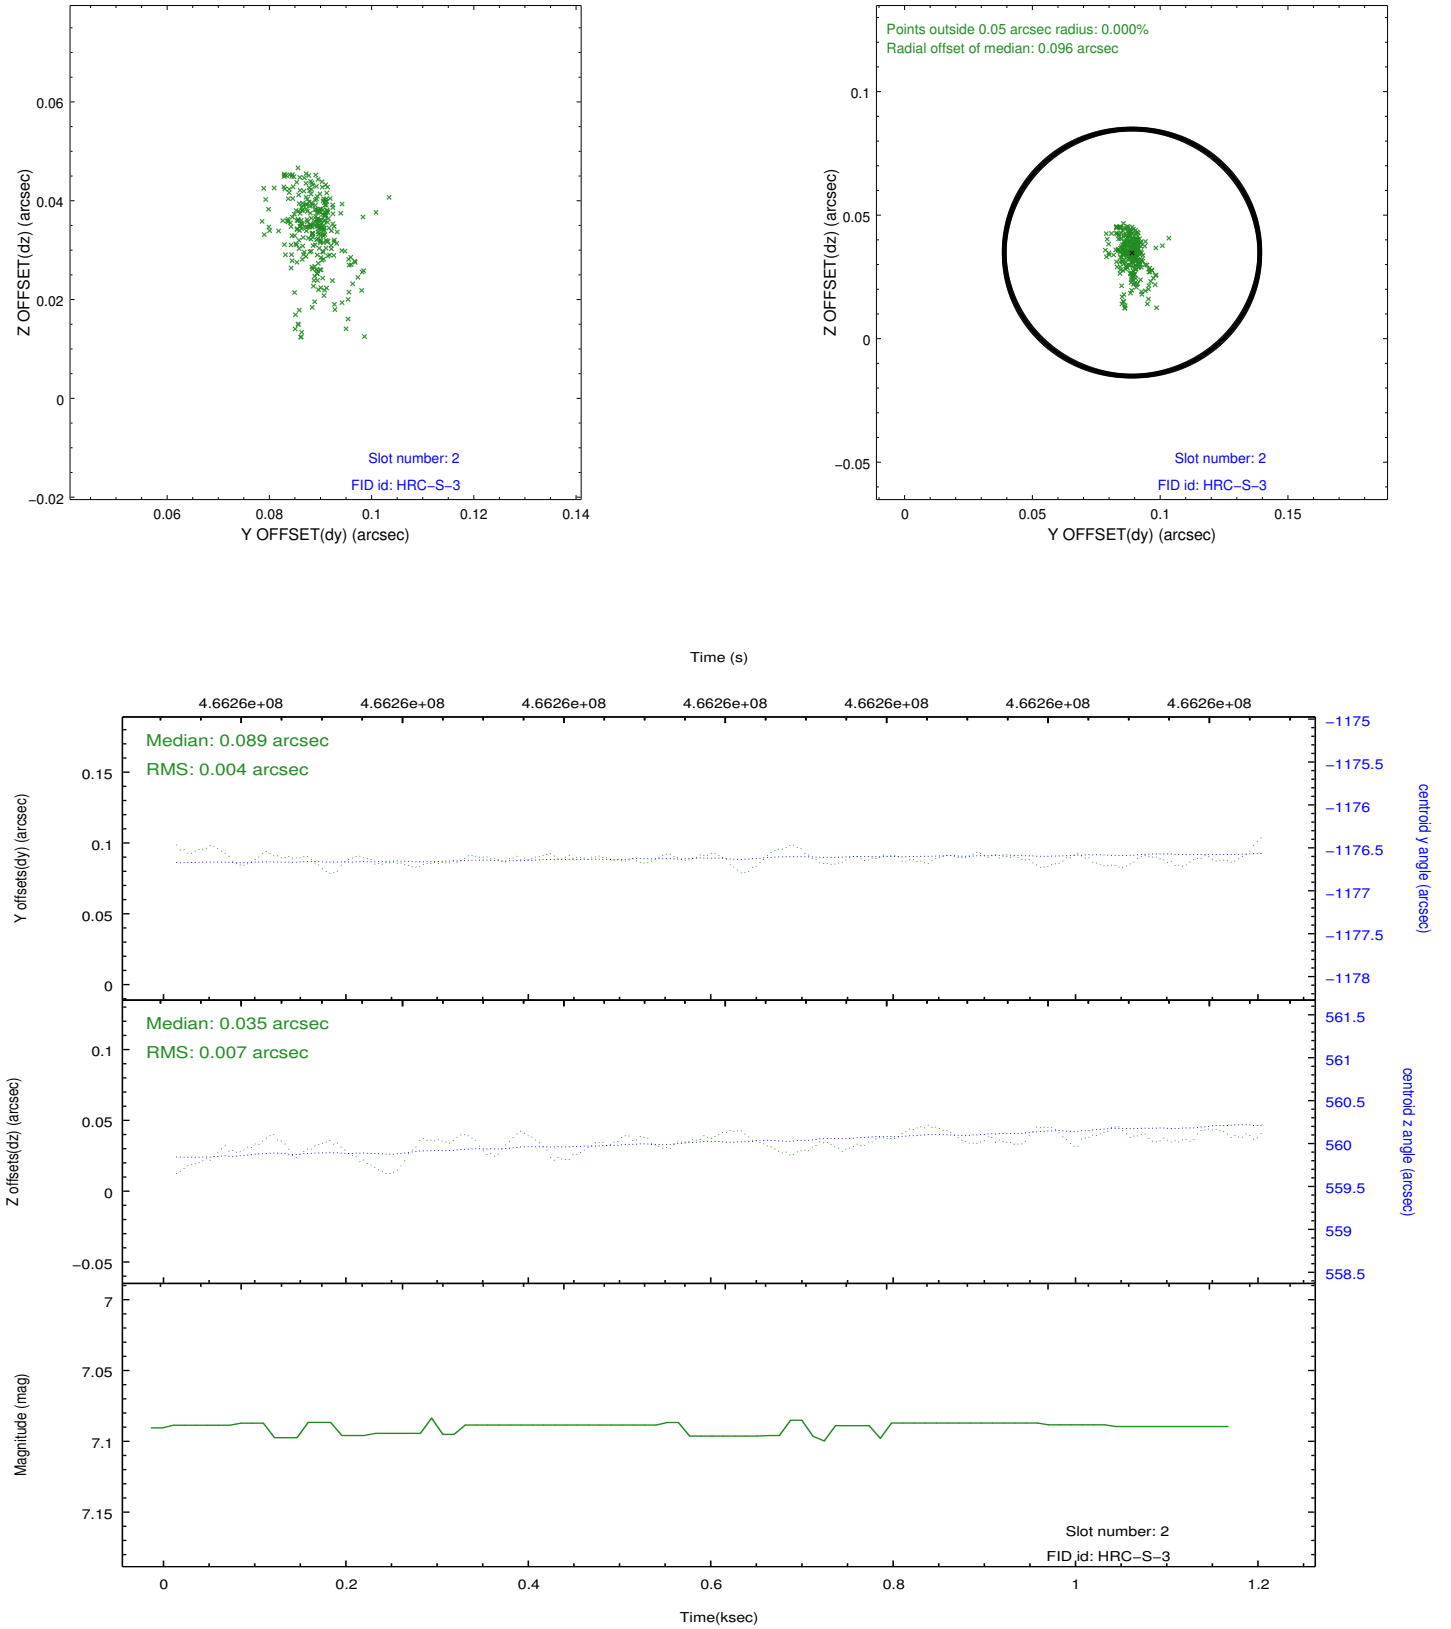 0.06
0.04
0.02
0
−0.02
Z OFFSET(dz) (arcsec)
Slot number: 2
FID id: HRC−S−3
0.06 0.08 0.1 0.12 0.14
Y OFFSET(dy) (arcsec)
Points outside 0.05 arcsec radius: 0.000%
Radial offset of median: 0.096 arcsec
0.1
0.05
0
−0.05
Z OFFSET(dz) (arcsec)
Slot number: 2
FID id: HRC−S−3
0 0.05 0.1 0.15
Y OFFSET(dy) (arcsec)
Time (s)
4.6626e+08 4.6626e+08 4.6626e+08 4.6626e+08 4.6626e+08 4.6626e+08 4.6626e+08
Median: 0.089 arcsec
RMS: 0.004 arcsec
0.15
0.1
0.05
0
Y offsets(dy) (arcsec)
−1175
−1175.5
−1176
−1176.5
−1177
−1177.5
−1178
centroid y angle (arcsec)
Median: 0.035 arcsec
RMS: 0.007 arcsec
0.1
0.05
0
−0.05
Z offsets(dz) (arcsec)
561.5
561
560.5
560
559.5
559
558.5
centroid z angle (arcsec)
7
7.05
7.1
7.15
Magnitude (mag)
Slot number: 2
FID id: HRC−S−3
0 0.2 0.4 0.6 0.8 1 1.2
Time(ksec)